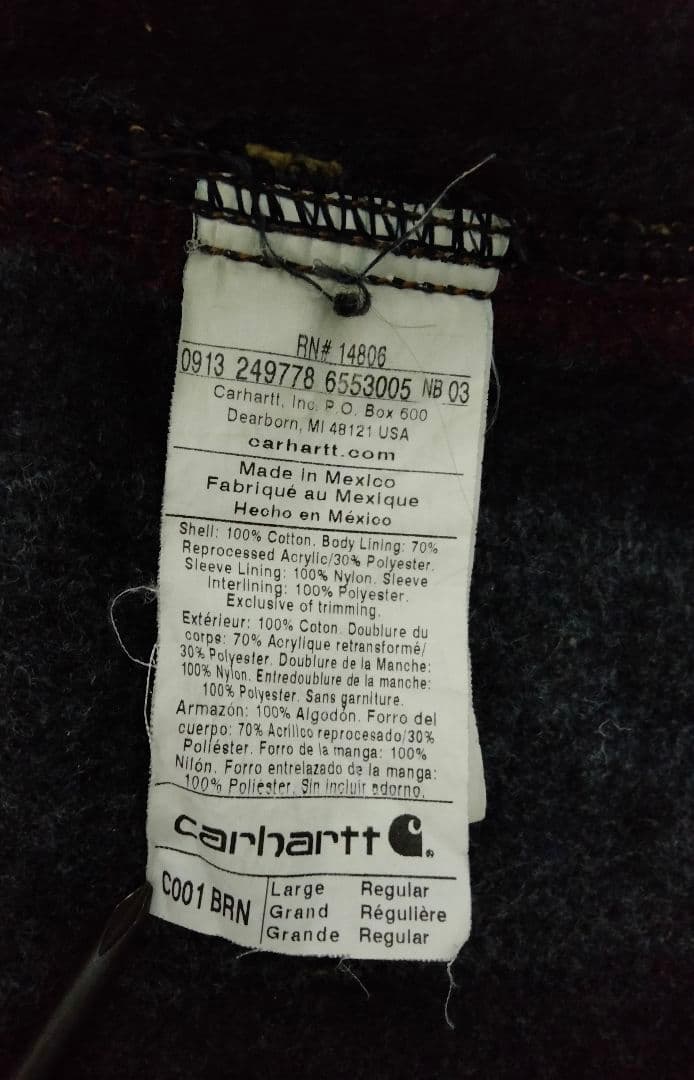 RN# 14806
0913 249778 6553005 NB 03
Carhartt, Inc. P.O. Box 600
Dearborn, MI 48121 USA
carhartt.com
Made in Mexico
Fabriqué au Mexique
Hecho en México
Shell: 100% Cotton. Body Lining: 70%
Reprocessed Acrylic/30% Polyester.
Sleeve Lining: 100% Nylon. Sleeve
Interlining: 100% Polyester.
Exclusive of trimming.
Extérieur: 100% Coton. Doublure du
corps: 70% Acrylique retransformé/
30% Polyester. Doublure de la Manche:
100% Nylon. Entredoublure de la manche:
100% Polyester. Sans garniture.
Armazón: 100% Algodón. Forro del
cuerpo: 70% Acrílico reprocesado/30%
Poliéster. Forro de la manga: 100%
Nilón. Forro entrelazado de la manga:
100% Poliéster. Sin incluir adorno.
carhartt
C001 BRN
Large Regular
Grand Régulière
Grande Regular